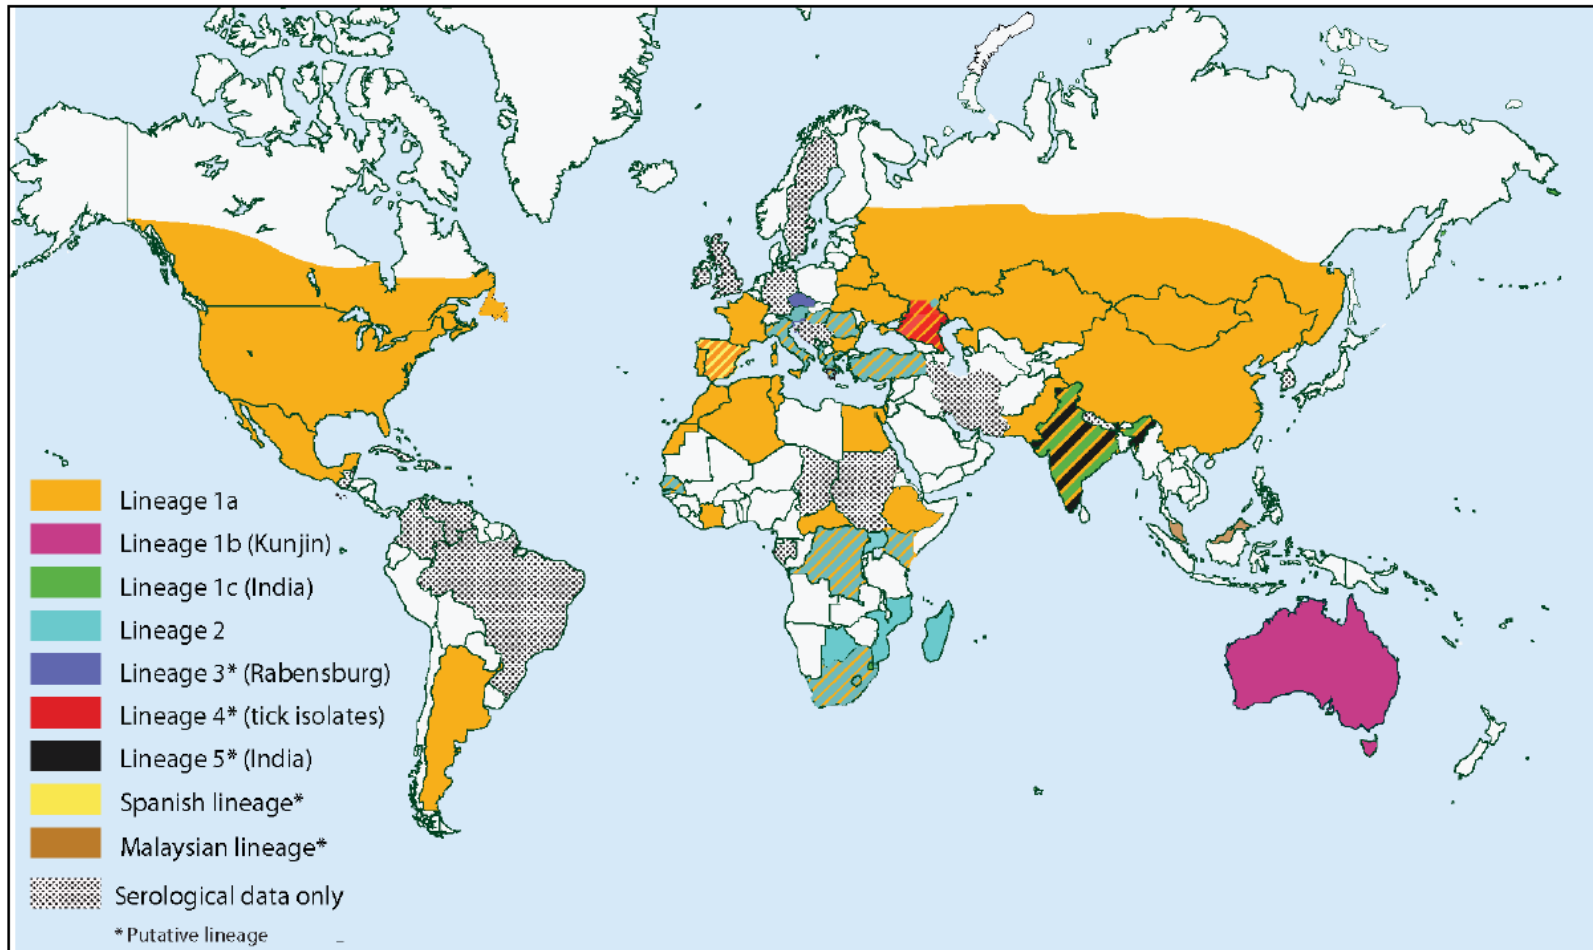 Lineage 1a
Lineage 1b (Kunjin)
Lineage 1c (India)
Lineage 2
Lineage 3* (Rabensburg)
Lineage 4* (tick isolates)
Lineage 5* (India)
Spanish lineage*
Malaysian lineage*
Serological data only
* Putative lineage